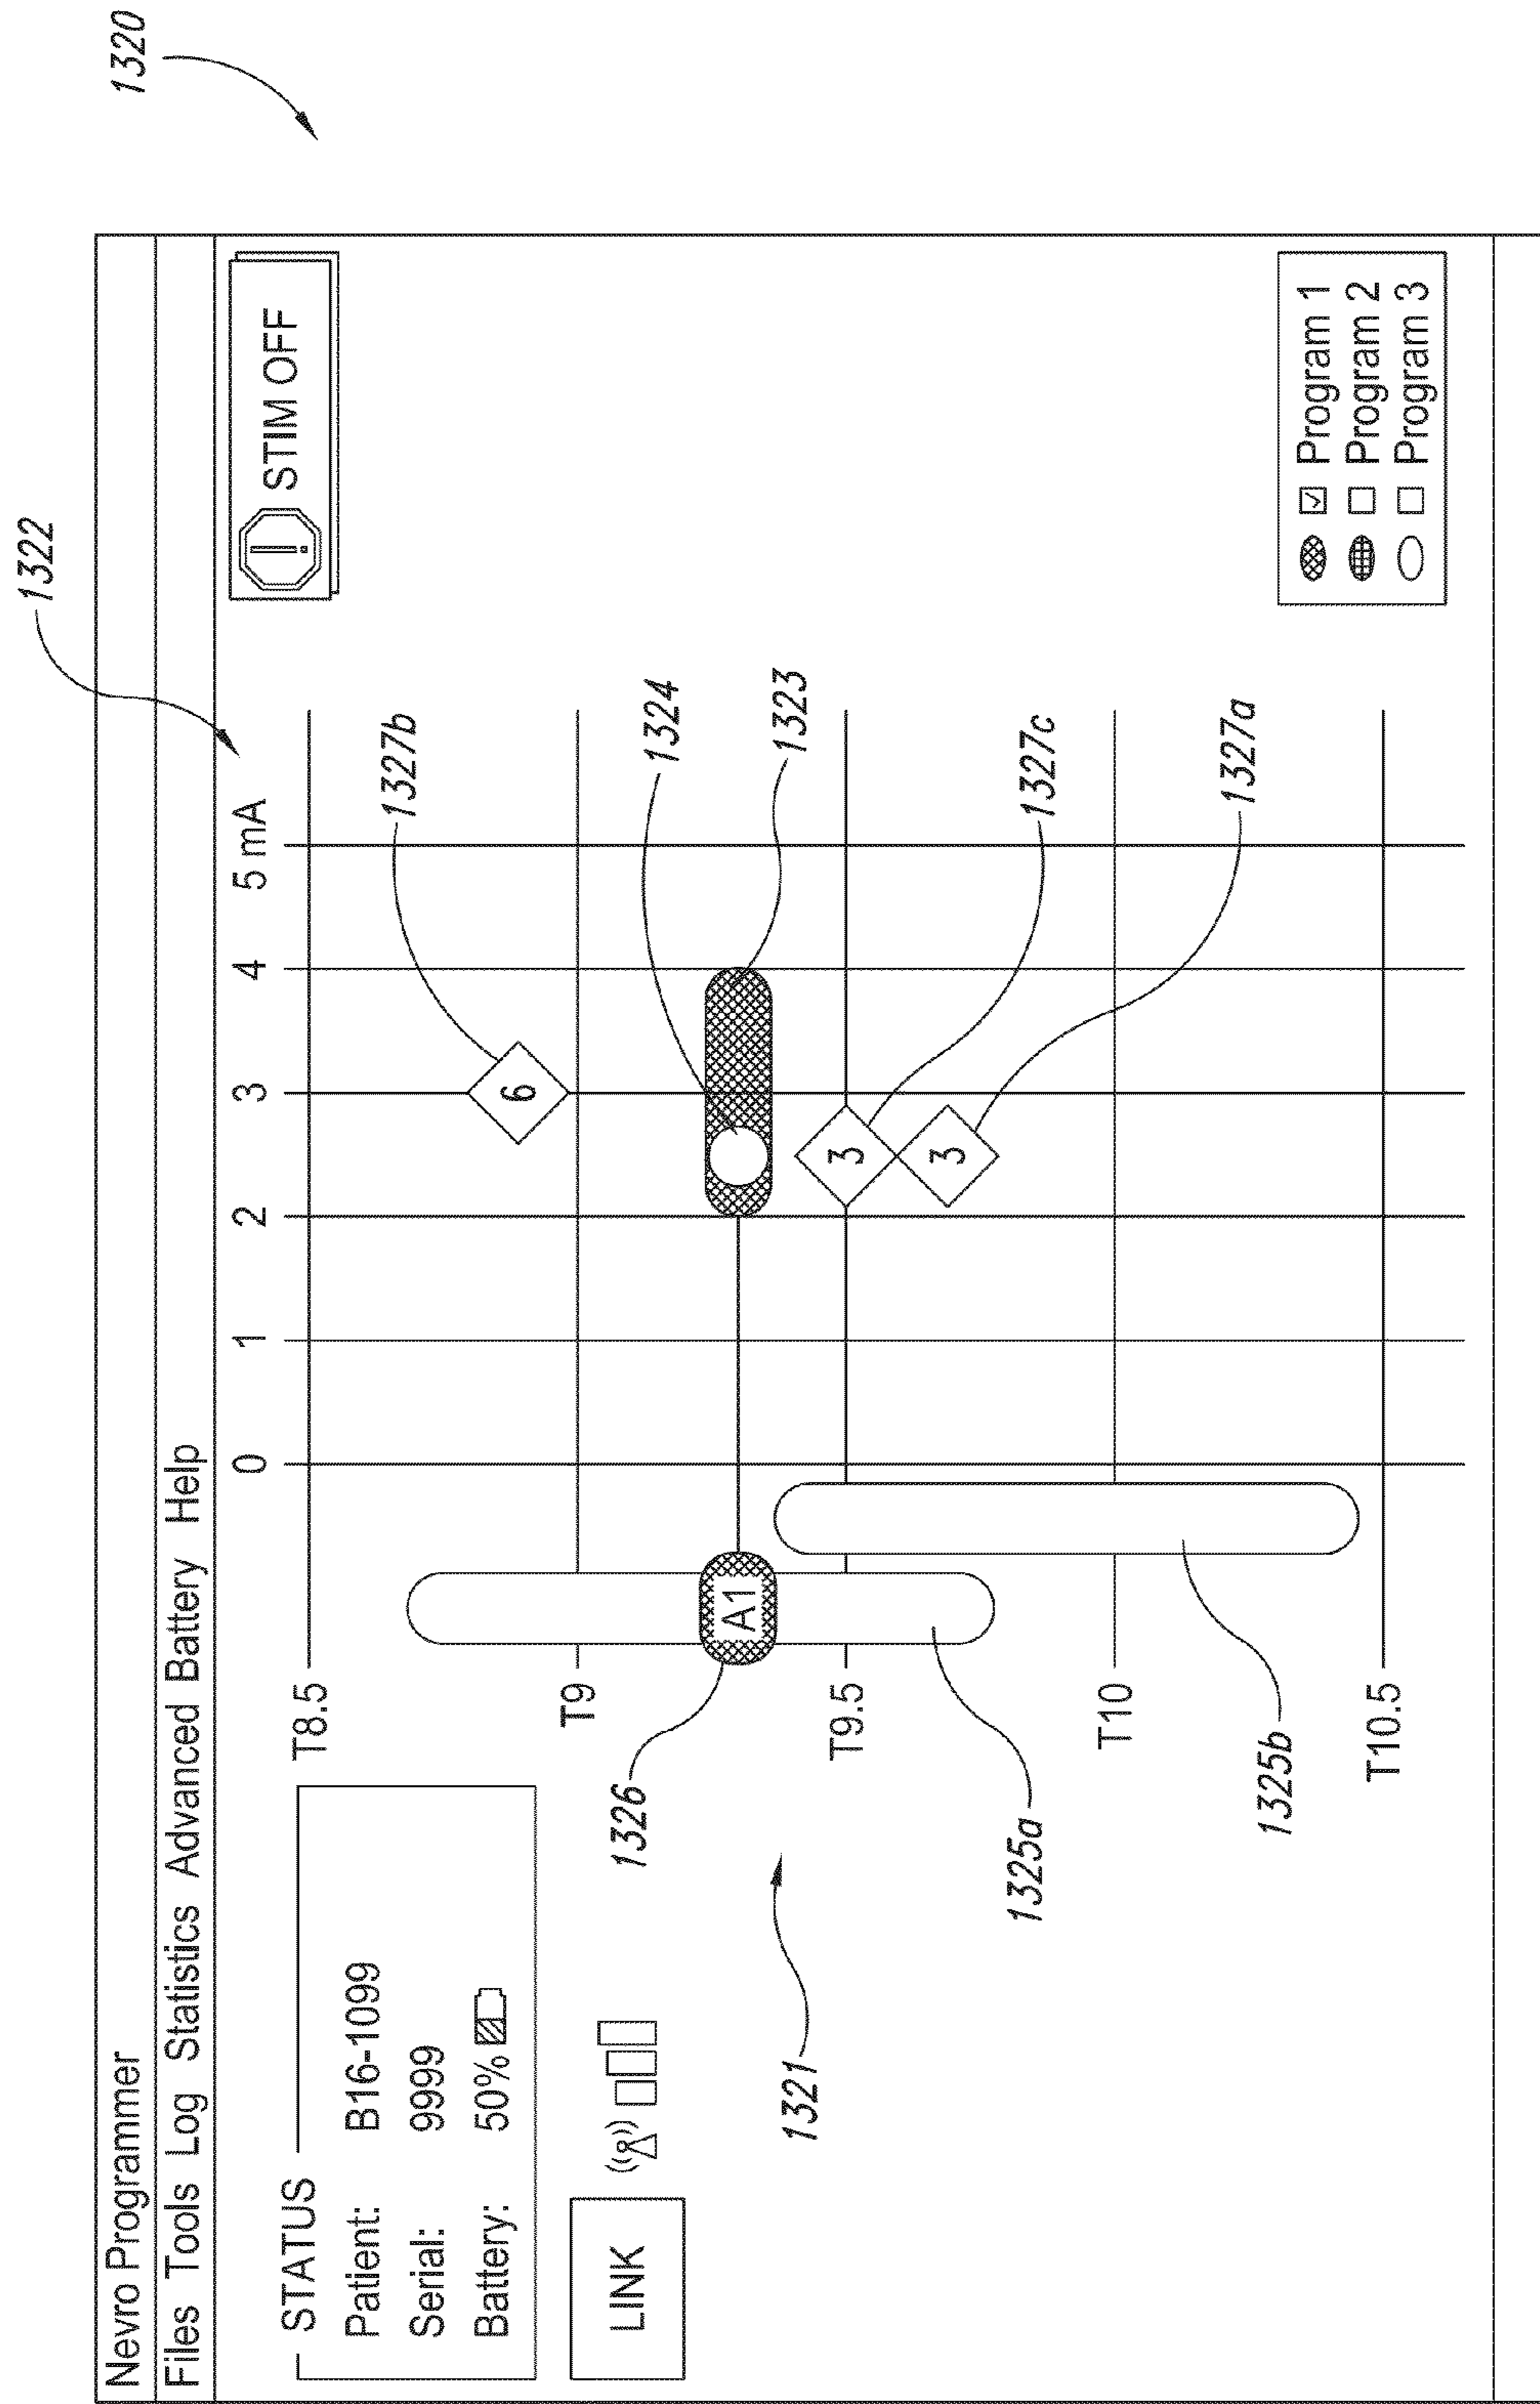 1320
1322
Nevro Programmer
Files Tools Log Statistics Advanced Battery Help
STATUS
Patient: B16-1099
Serial: 9999
Battery: 50%
LINK
((R))
0 1 2 3 4 5 mA
STIM OFF
T8.5
T9
T9.5
T10
T10.5
A1
6
3
3
1327b
1324
1323
1327c
1327a
1326
1321
1325a
1325b
Program 1
Program 2
Program 3